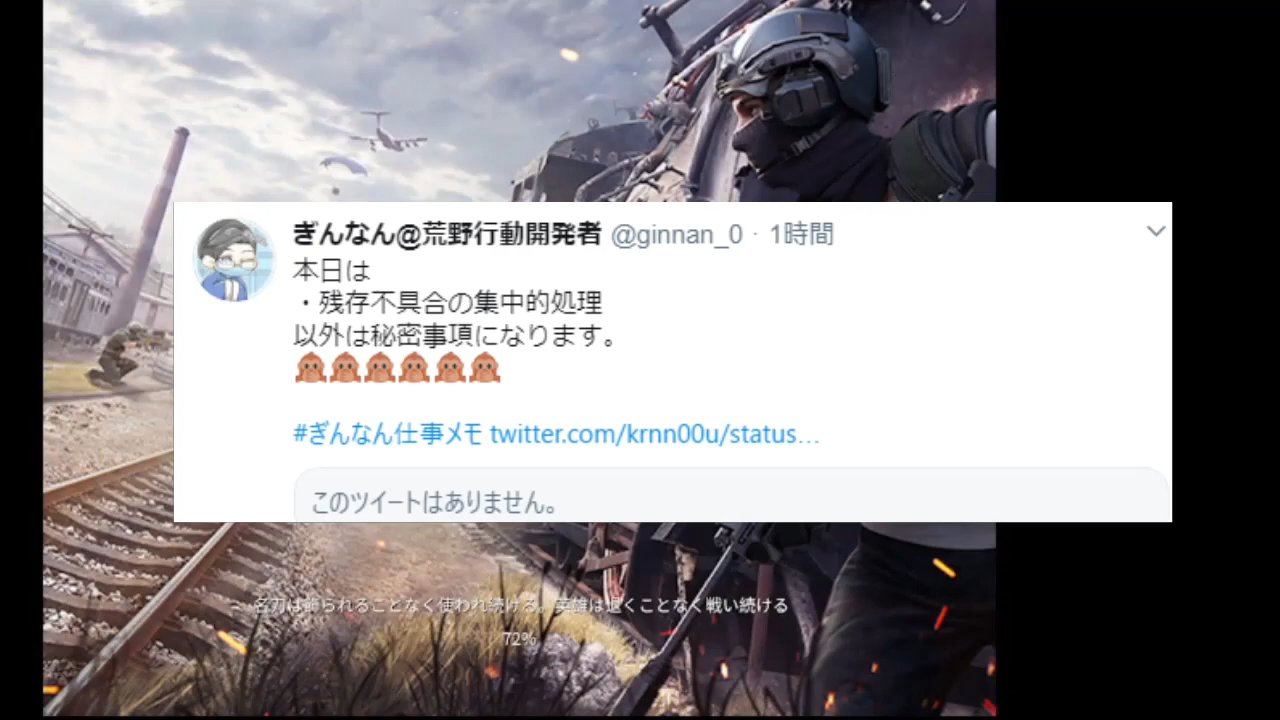 ぎんなん@荒野行動開発者 @ginnan_0 · 1時間
本日は
・残存不具合の集中的処理
以外は秘密事項になります。
🙊🙊🙊🙊🙊🙊
#ぎんなん仕事メモ twitter.com/krnn00u/status…
このツイートはありません。
名刀は飾られることなく使われ続ける。英雄は退くことなく戦い続ける
72%